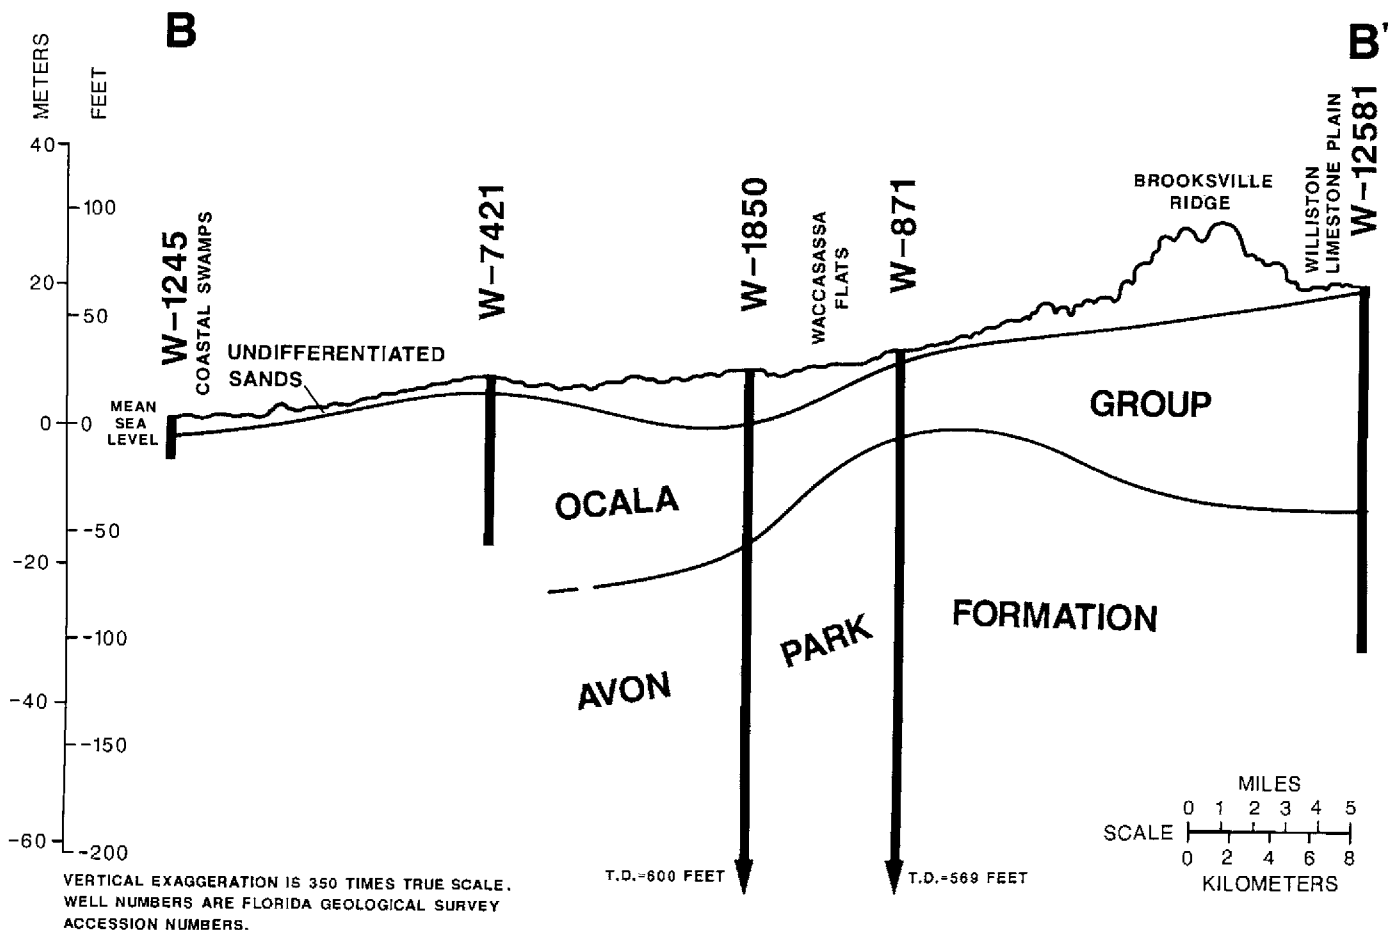 B
B'
METERS
FEET
40
100
20
50
0
0
-50
-20
-100
-40
-150
-60
-200
MEAN
SEA
LEVEL
W-1245
COASTAL SWAMPS
UNDIFFERENTIATED
SANDS
W-7421
W-1850
WACCASASSA
FLATS
W-871
BROOKSVILLE
RIDGE
WILLISTON
LIMESTONE PLAIN
W-12581
OCALA
GROUP
AVON
PARK
FORMATION
T.D.=600 FEET
T.D.=569 FEET
MILES
0 1 2 3 4 5
SCALE
0 2 4 6 8
KILOMETERS
VERTICAL EXAGGERATION IS 350 TIMES TRUE SCALE.
WELL NUMBERS ARE FLORIDA GEOLOGICAL SURVEY
ACCESSION NUMBERS.